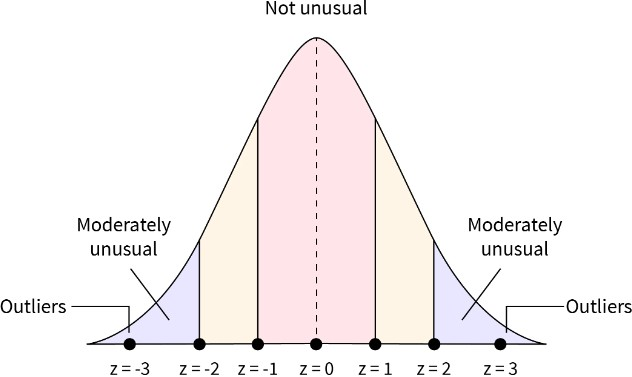 Not unusual
Moderately
unusual
Moderately
unusual
Outliers
Outliers
z = -3
z = -2
z = -1
z = 0
z = 1
z = 2
z = 3